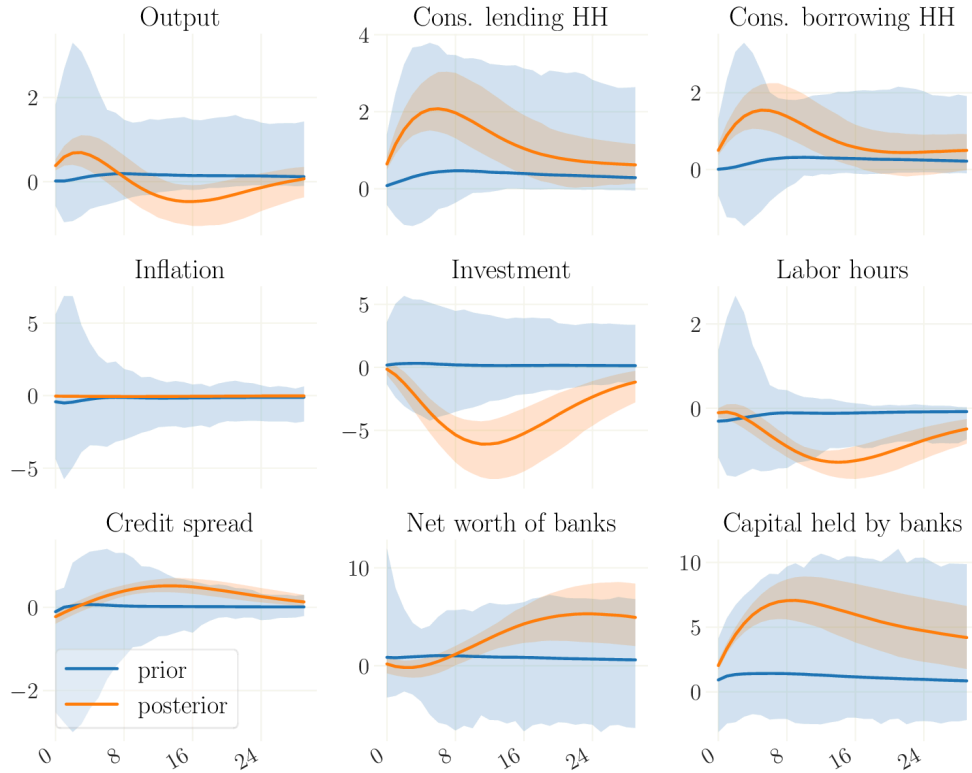 Output
Cons. lending HH
Cons. borrowing HH
2
0
4
2
0
2
0
Inflation
Investment
Labor hours
5
0
−5
5
0
−5
2
0
Credit spread
Net worth of banks
Capital held by banks
0
−2
10
0
10
5
0
prior
posterior
0 8 16 24
0 8 16 24
0 8 16 24